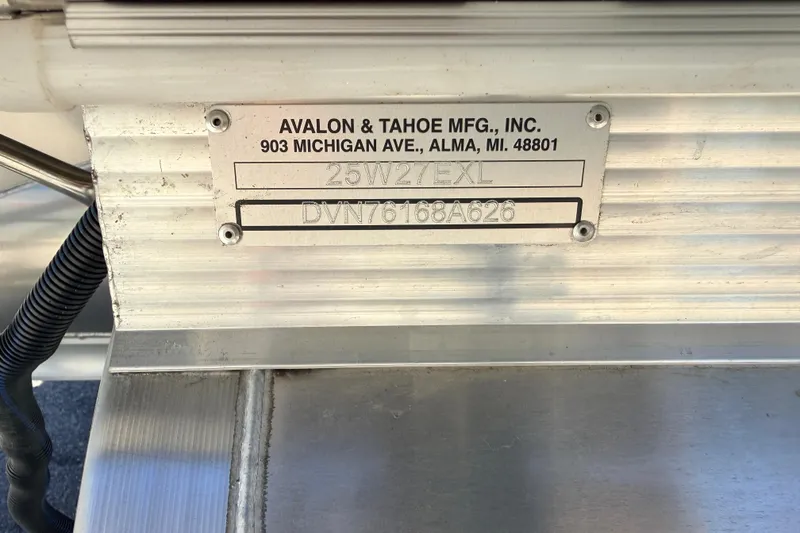 AVALON & TAHOE MFG., INC.
903 MICHIGAN AVE., ALMA, MI. 48801
25W27EXL
DVN76168A626